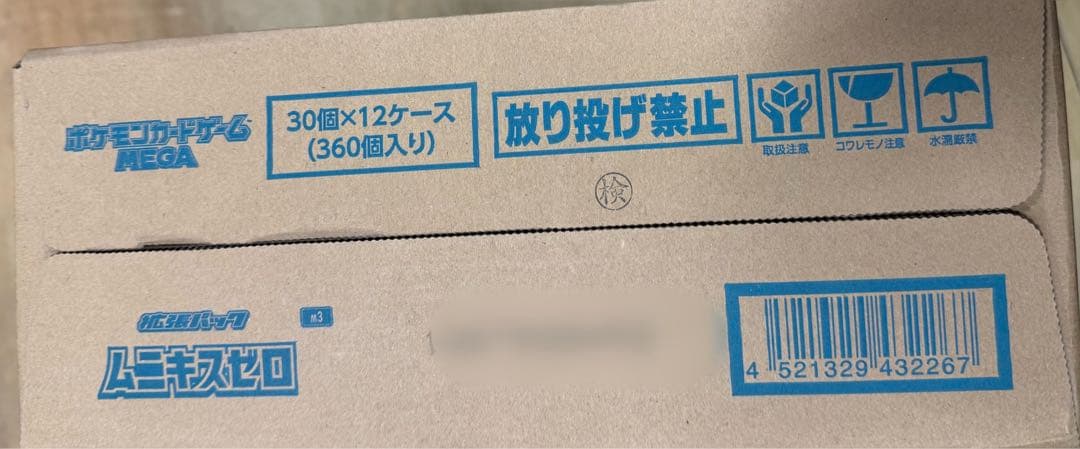 ポケモンカードゲーム
MEGA
30個×12ケース
(360個入り)
放り投げ禁止
取扱注意
コワレモノ注意
水濡厳禁
検
拡張パック
M3
ムニキスゼロ
4 521329 432267